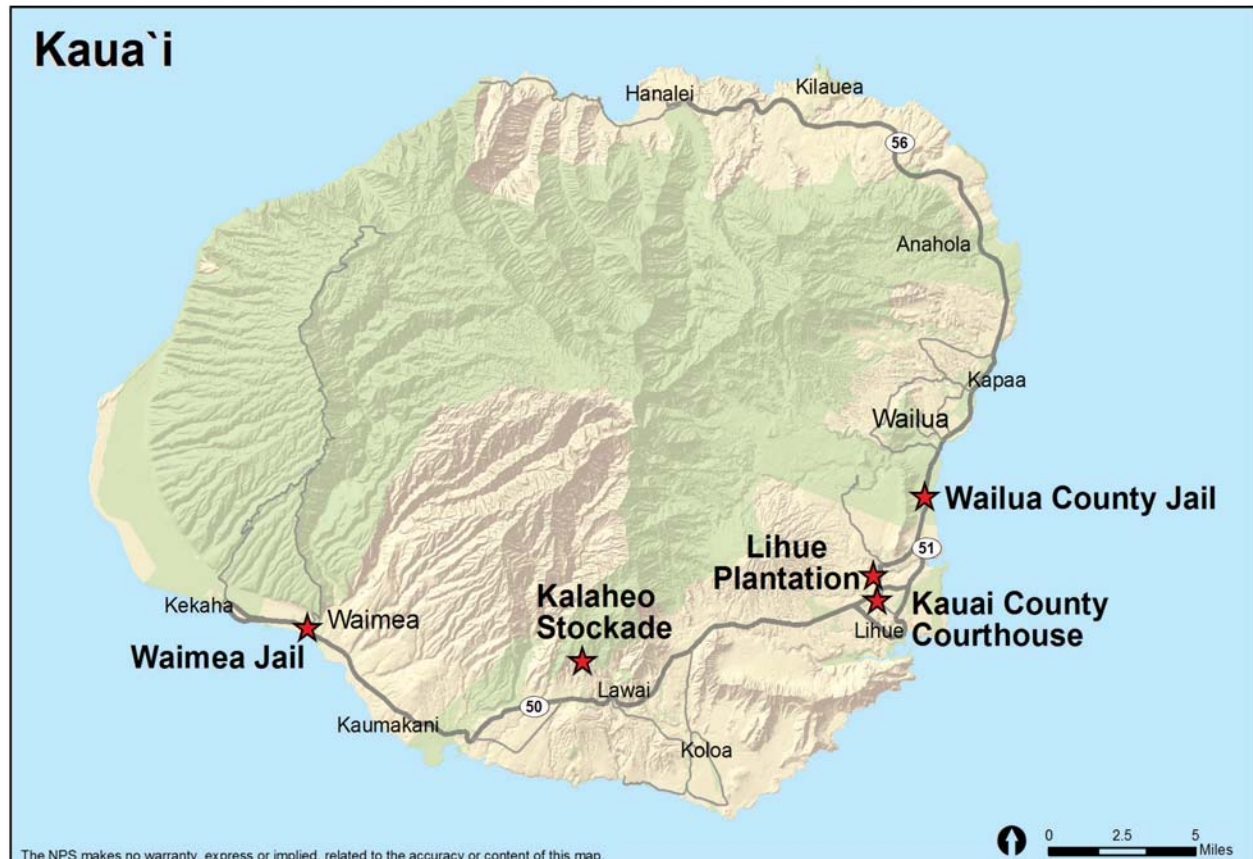 Kaua`i
Hanalei
Kilauea
56
Anahola
Kapaa
Wailua
Wailua County Jail
51
Lihue
Plantation
Kauai County
Courthouse
Lihue
Kalaheo
Stockade
Kekaha
Waimea
Waimea Jail
Lawai
50
Kaumakani
Koloa
0 2.5 5
Miles
The NPS makes no warranty, express or implied, related to the accuracy or content of this map.